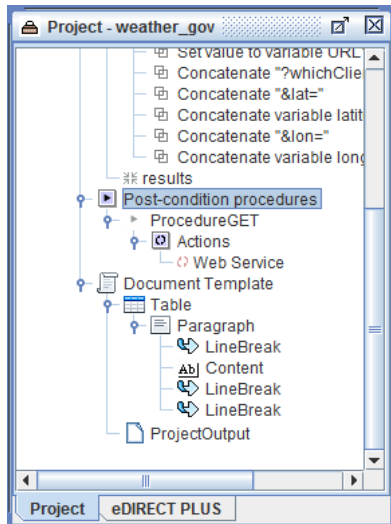 Project - weather_gov
Set value to variable URL
Concatenate "?whichClie
Concatenate "&lat="
Concatenate variable latit
Concatenate "&lon="
Concatenate variable long
results
Post-condition procedures
ProcedureGET
Actions
Web Service
Document Template
Table
Paragraph
LineBreak
Ab Content
LineBreak
LineBreak
ProjectOutput
Project eDIRECT PLUS